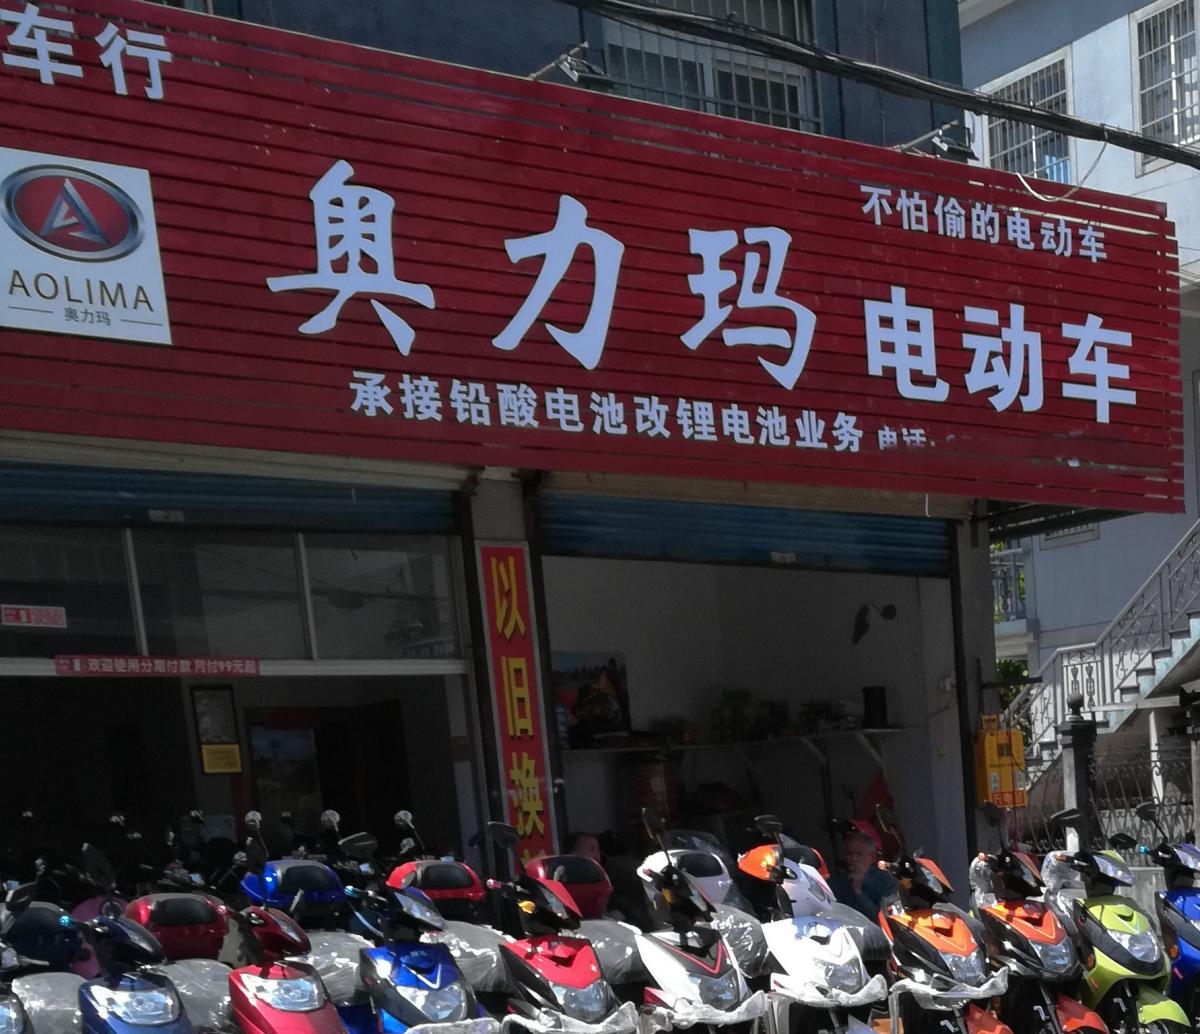 车行
AOLIMA
奥力玛
奥力玛
不怕偷的电动车
电动车
承接铅酸电池改锂电池业务 电话:
以旧换
欢迎使用分期付款 月付99元起